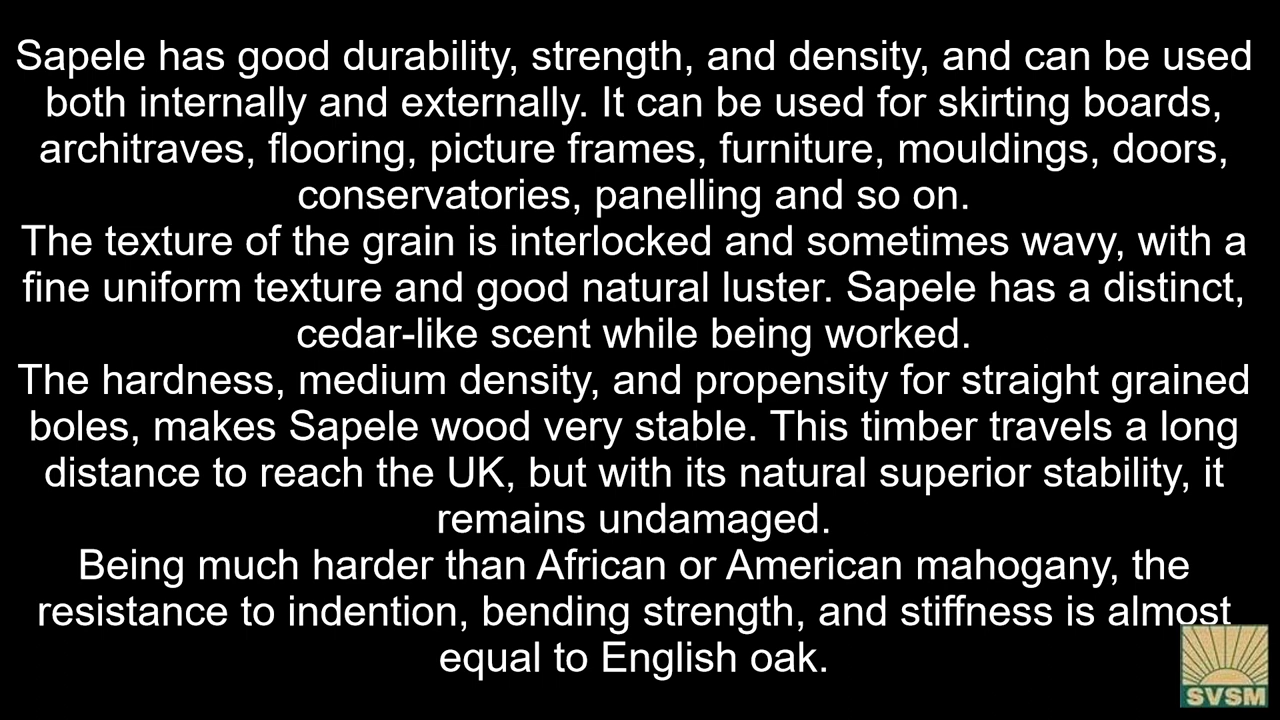 Sapele has good durability, strength, and density, and can be used
both internally and externally. It can be used for skirting boards,
architraves, flooring, picture frames, furniture, mouldings, doors,
conservatories, panelling and so on.
The texture of the grain is interlocked and sometimes wavy, with a
fine uniform texture and good natural luster. Sapele has a distinct,
cedar-like scent while being worked.
The hardness, medium density, and propensity for straight grained
boles, makes Sapele wood very stable. This timber travels a long
distance to reach the UK, but with its natural superior stability, it
remains undamaged.
Being much harder than African or American mahogany, the
resistance to indention, bending strength, and stiffness is almost
equal to English oak.
SVSM